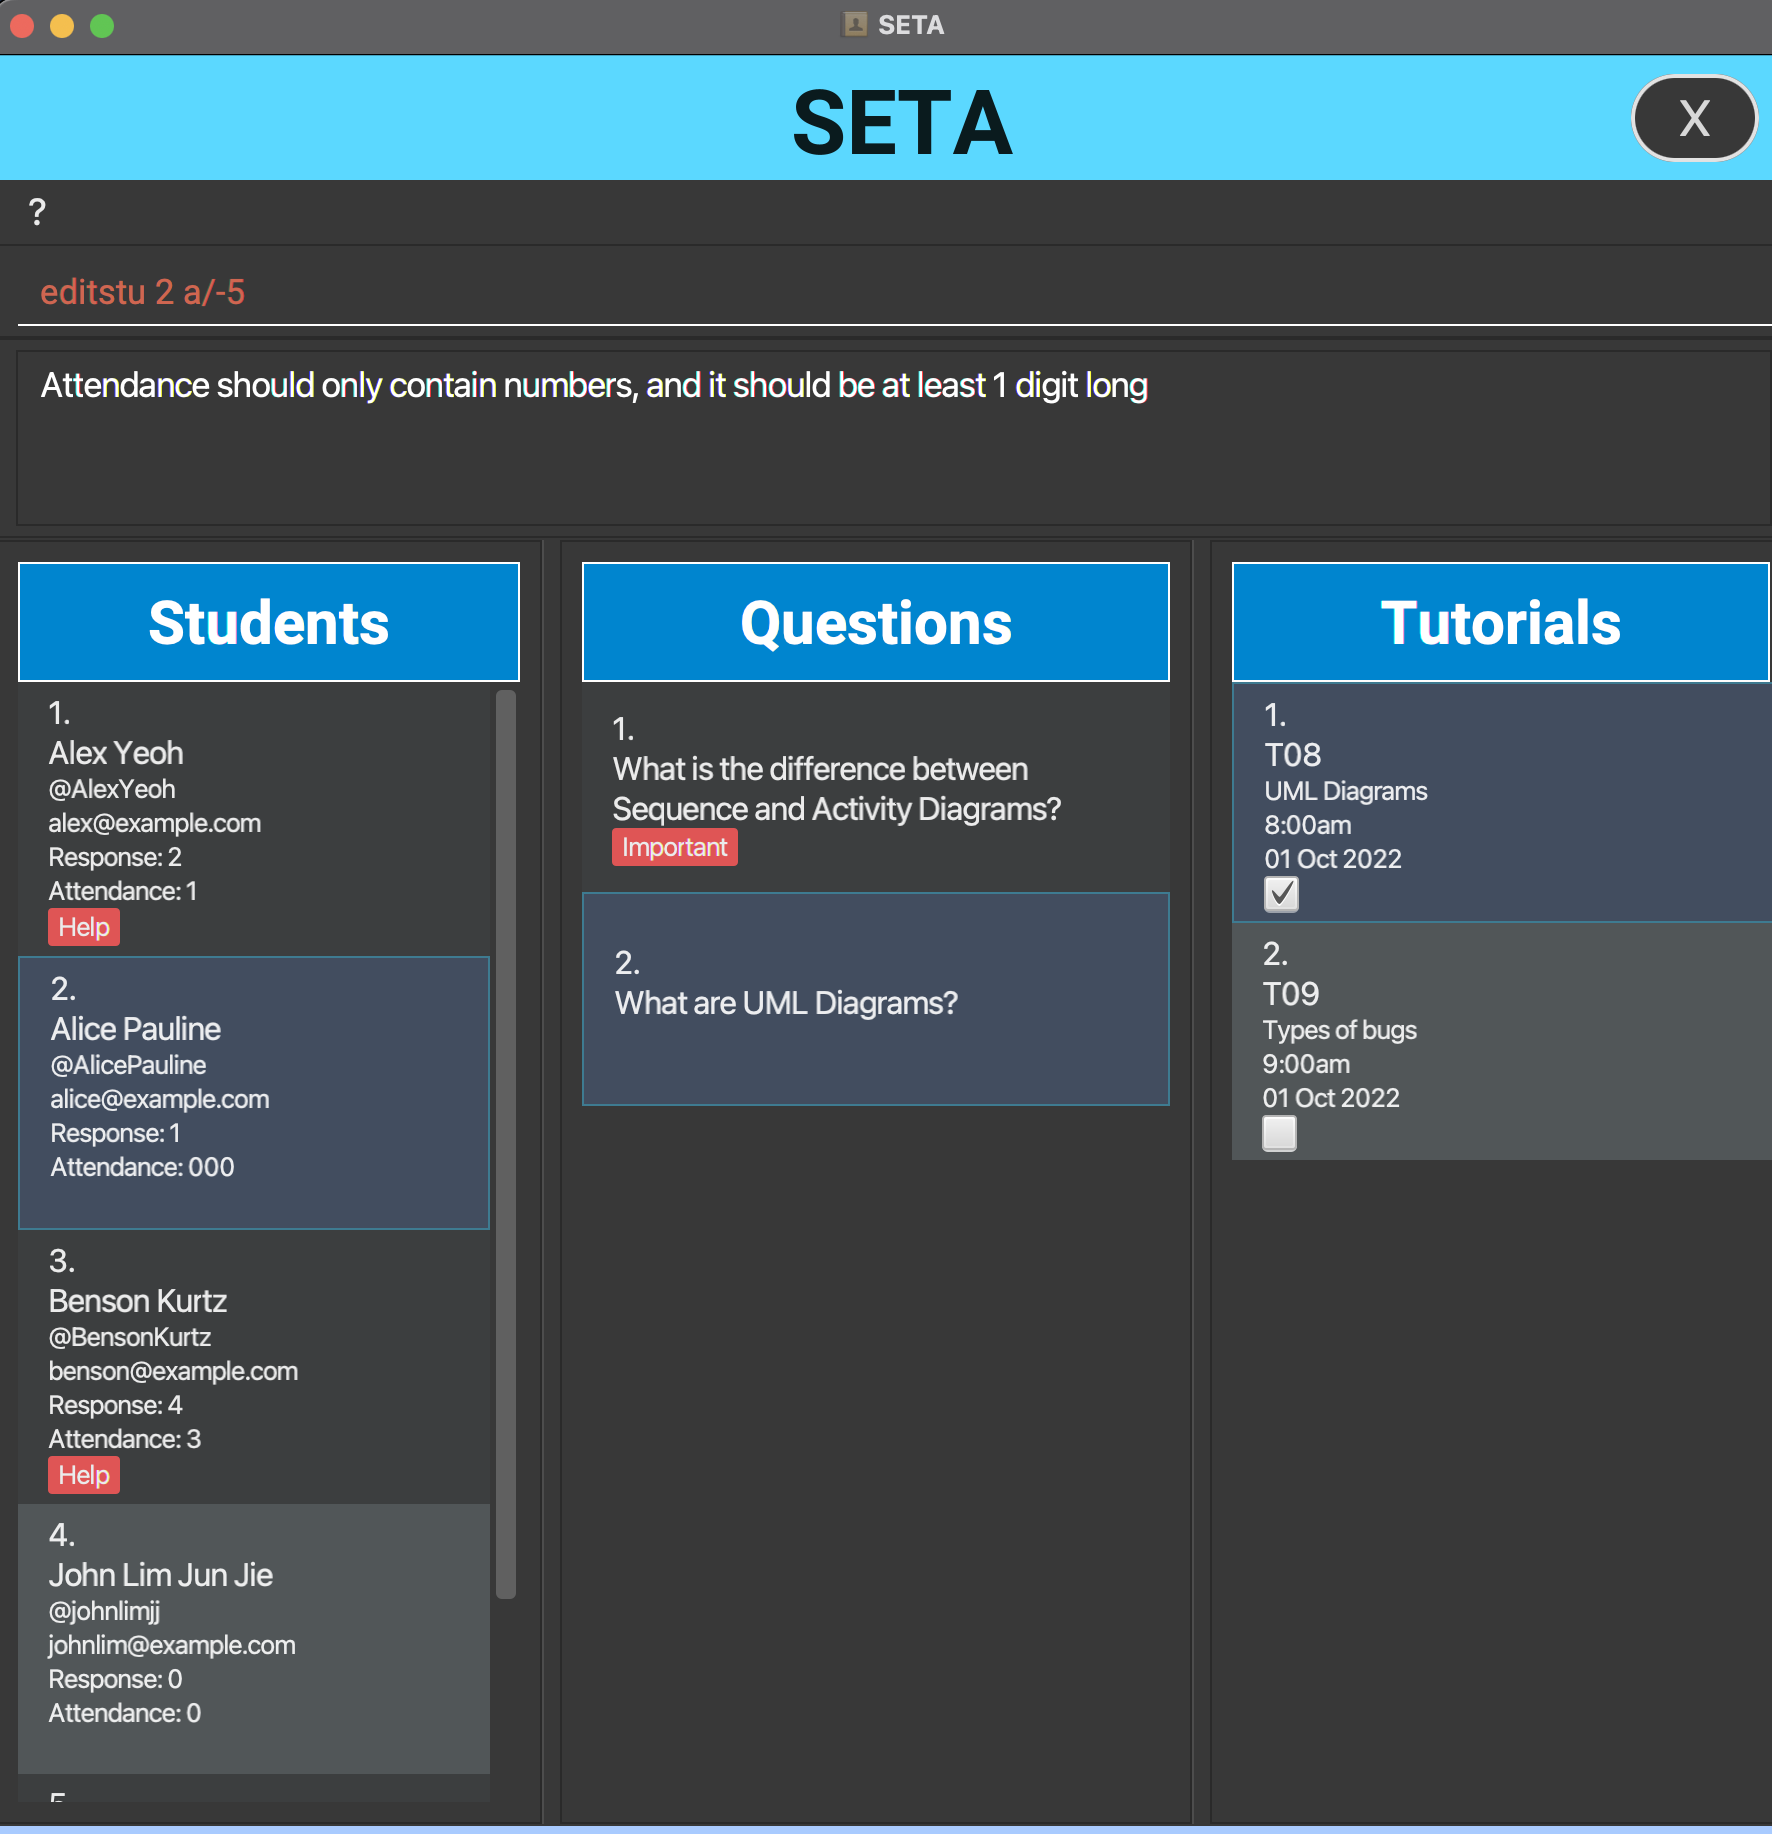 SETA
SETA
X
?
editstu 2 a/-5
Attendance should only contain numbers, and it should be at least 1 digit long
Students
1.
Alex Yeoh
@AlexYeoh
alex@example.com
Response: 2
Attendance: 1
Help
2.
Alice Pauline
@AlicePauline
alice@example.com
Response: 1
Attendance: 000
3.
Benson Kurtz
@BensonKurtz
benson@example.com
Response: 4
Attendance: 3
Help
4.
John Lim Jun Jie
@johnlimjj
johnlim@example.com
Response: 0
Attendance: 0
Questions
1.
What is the difference between
Sequence and Activity Diagrams?
Important
2.
What are UML Diagrams?
Tutorials
1.
T08
UML Diagrams
8:00am
01 Oct 2022
2.
T09
Types of bugs
9:00am
01 Oct 2022